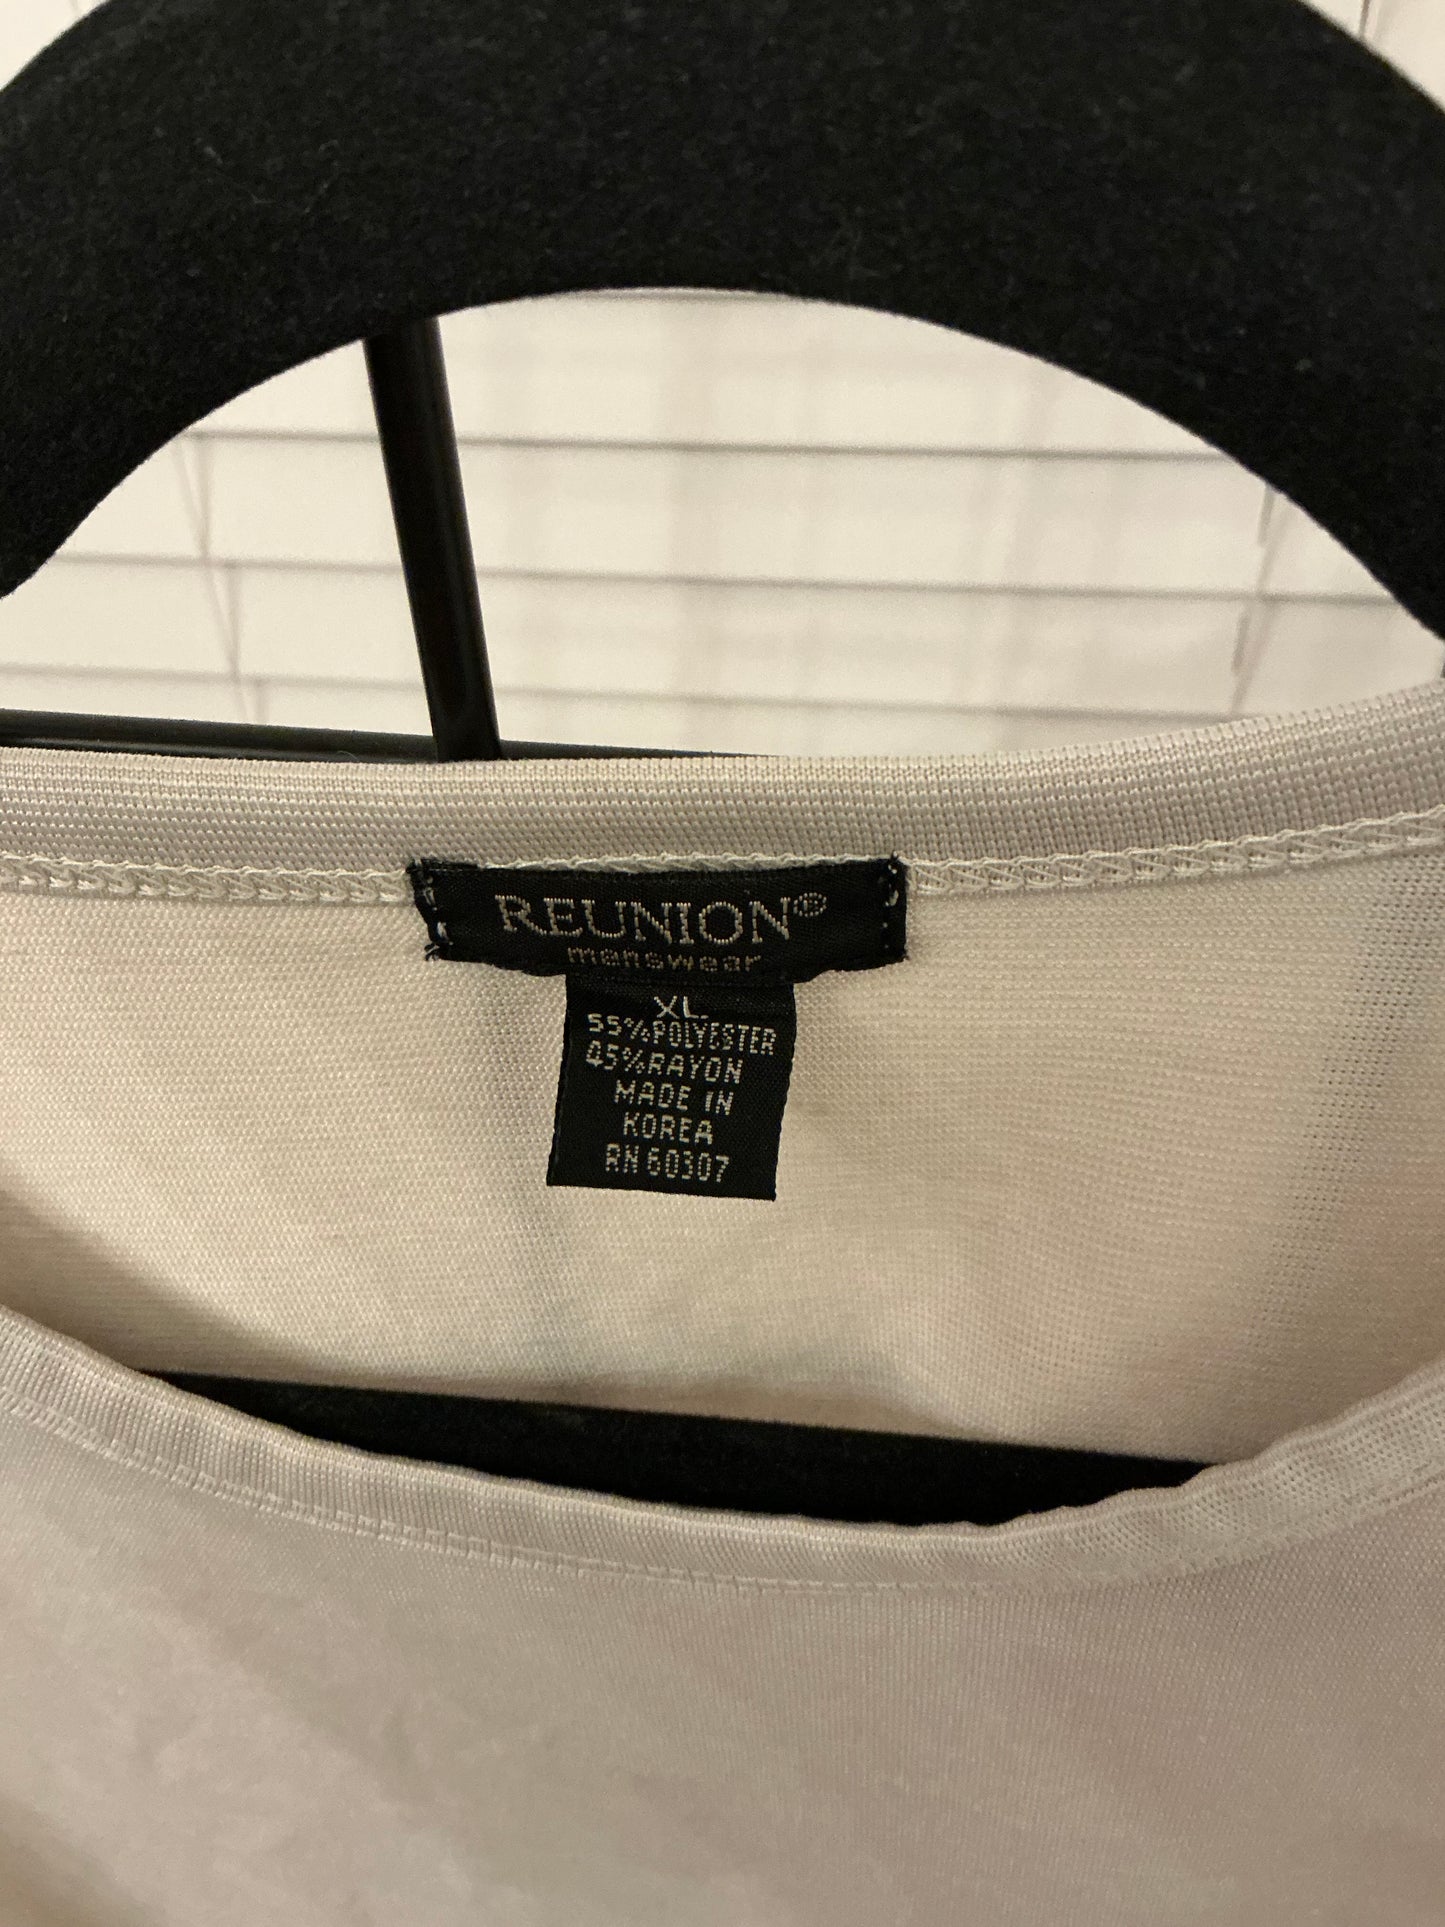 REUNION®
menswear
XL
55%POLYESTER
45%RAYON
MADE IN
KOREA
RN 60307